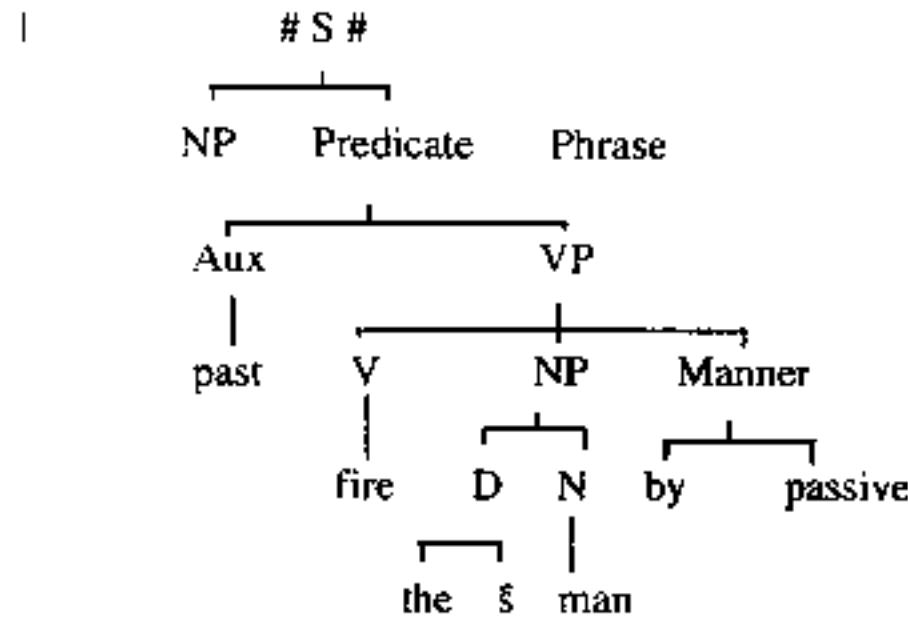 # S #
NP Predicate Phrase
Aux VP
past V NP Manner
fire D N by passive
the š man